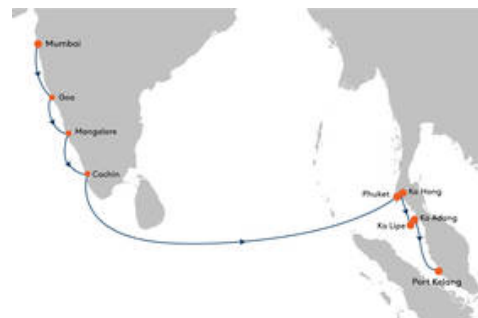 Mumbai
Goa
Mangalore
Cochin
Phuket
Ko Hong
Ko Adang
Ko Lipe
Port Kelang